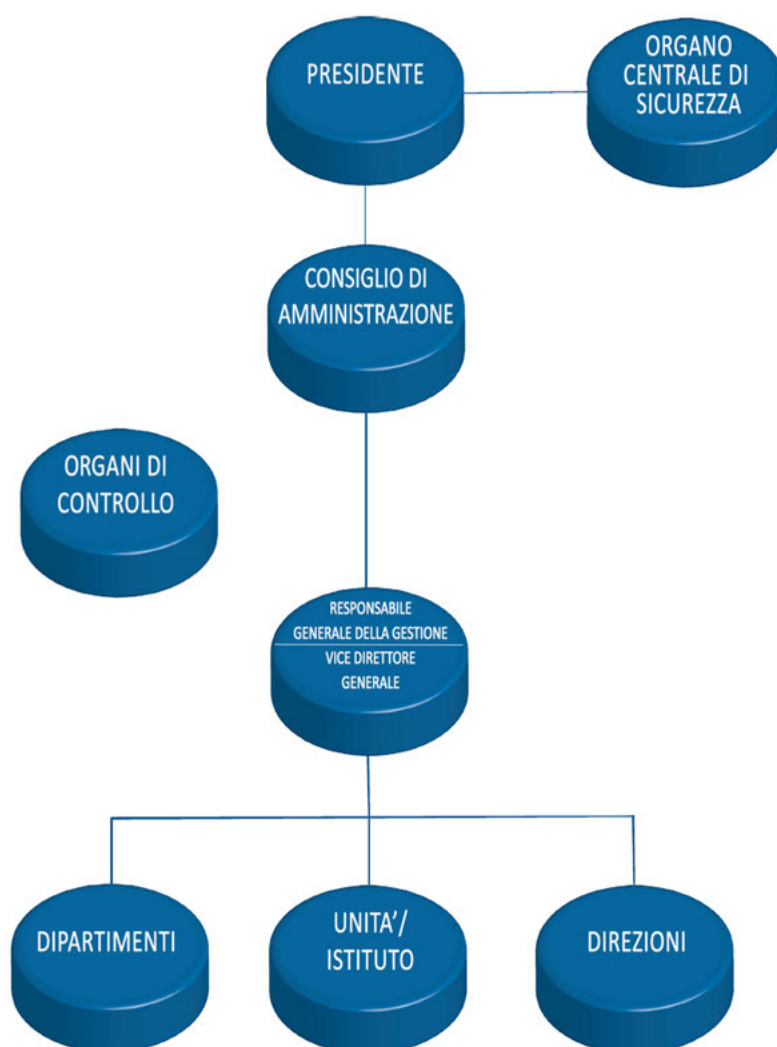 PRESIDENTE
ORGANO
CENTRALE DI
SICUREZZA
CONSIGLIO DI
AMMINISTRAZIONE
ORGANI DI
CONTROLLO
RESPONSABILE
GENERALE DELLA GESTIONE
VICE DIRETTORE
GENERALE
DIPARTIMENTI
UNITA'/
ISTITUTO
DIREZIONI